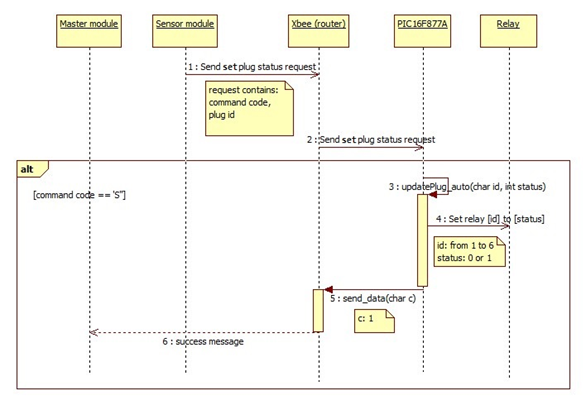 Master module
Sensor module
Xbee (router)
PIC16F877A
Relay
1 : Send set plug status request
request contains:
command code,
plug id
2 : Send set plug status request
alt
[command code == 'S'']
3 : updatePlug_auto(char id, int status)
4 : Set relay [id] to [status]
id: from 1 to 6
status: 0 or 1
5 : send_data(char c)
c: 1
6 : success message